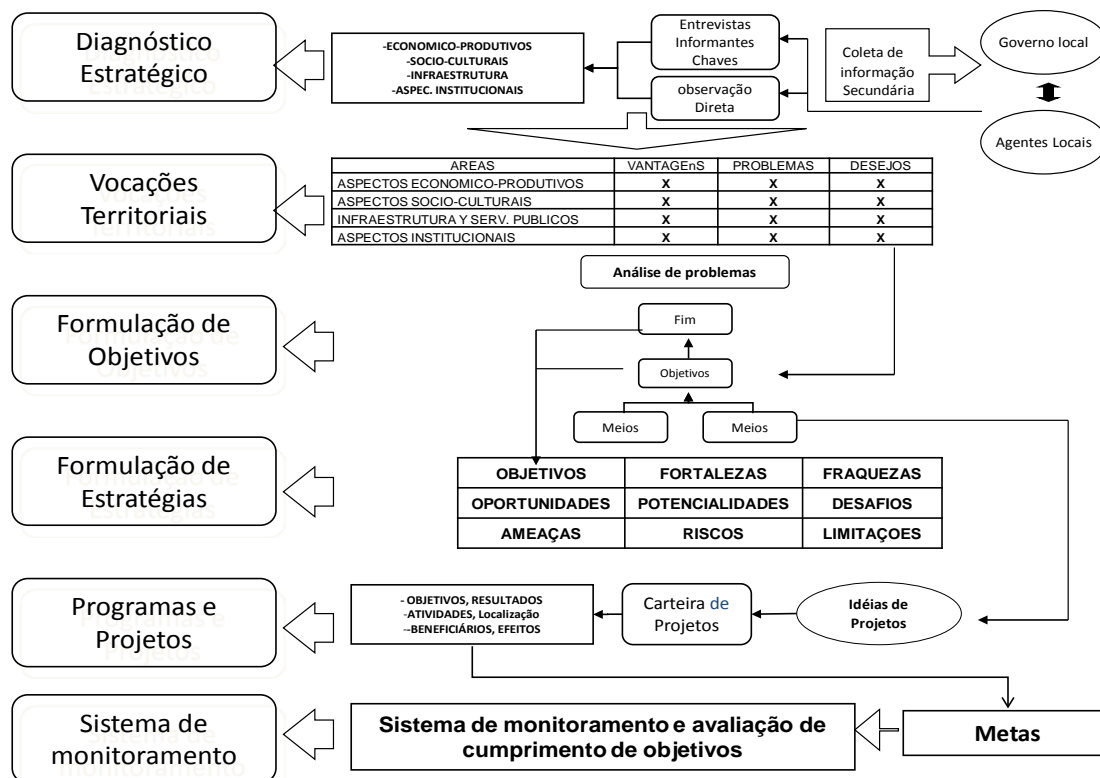 Diagnóstico
Estratégico
-ECONOMICO-PRODUTIVOS
-SOCIO-CULTURAIS
-INFRAESTRUTURA
-ASPEC. INSTITUCIONAIS
Entrevistas
Informantes
Chaves
observação
Direta
Coleta de
informação
Secundária
Governo local
Agentes Locais
Vocações
Territoriais
AREAS VANTAGEnS PROBLEMAS DESEJOS
ASPECTOS ECONOMICO-PRODUTIVOS X X X
ASPECTOS SOCIO-CULTURAIS X X X
INFRAESTRUTURA Y SERV. PUBLICOS X X X
ASPECTOS INSTITUCIONAIS X X X
Análise de problemas
Formulação de
Objetivos
Fim
Objetivos
Meios Meios
Formulação de
Estratégias
OBJETIVOS FORTALEZAS FRAQUEZAS
OPORTUNIDADES POTENCIALIDADES DESAFIOS
AMEAÇAS RISCOS LIMITAÇOES
Programas e
Projetos
- OBJETIVOS, RESULTADOS
-ATIVIDADES, Localização
--BENEFICIÁRIOS, EFEITOS
Carteira de
Projetos
Idéias de
Projetos
Sistema de
monitoramento
Sistema de monitoramento e avaliação de
cumprimento de objetivos
Metas